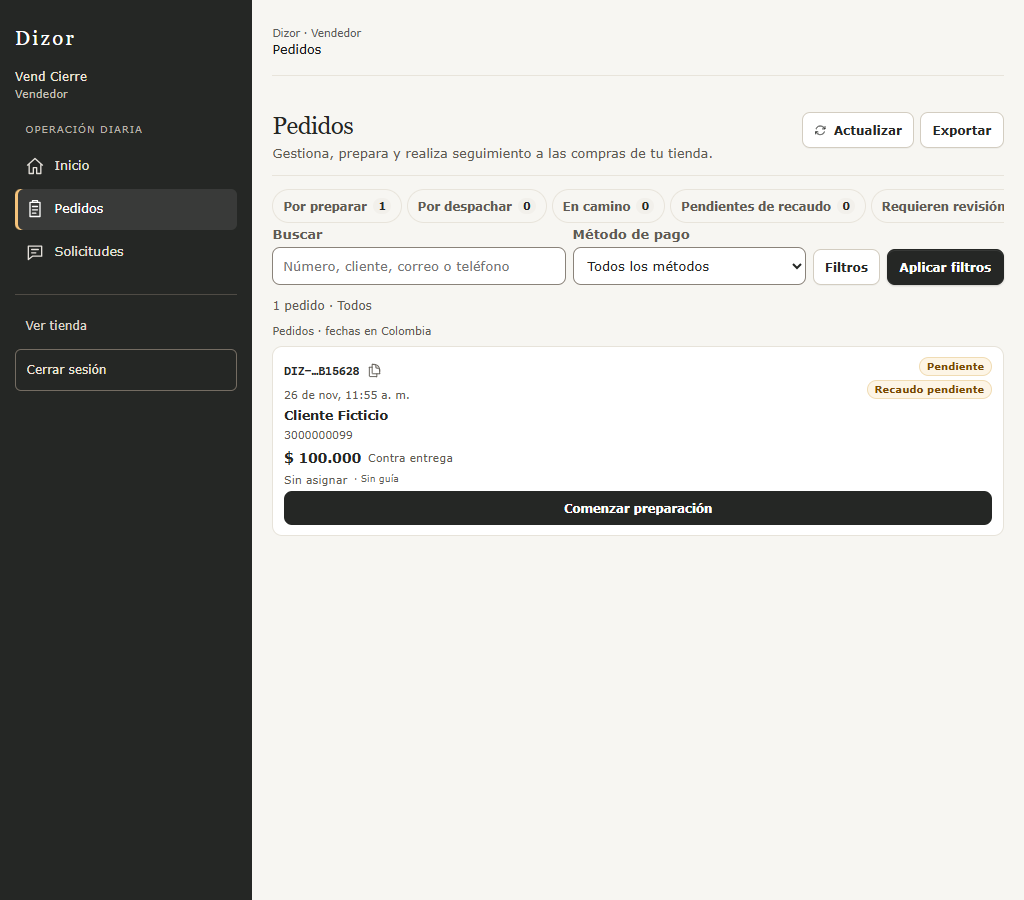 Dizor
Vend Cierre
Vendedor
OPERACIÓN DIARIA
Inicio
Pedidos
Solicitudes
Ver tienda
Cerrar sesión
Dizor · Vendedor
Pedidos
Pedidos
Gestiona, prepara y realiza seguimiento a las compras de tu tienda.
Actualizar
Exportar
Por preparar 1
Por despachar 0
En camino 0
Pendientes de recaudo 0
Requieren revisión
Buscar
Método de pago
Número, cliente, correo o teléfono
Todos los métodos
Filtros
Aplicar filtros
1 pedido · Todos
Pedidos · fechas en Colombia
DIZ-…B15628
Pendiente
26 de nov, 11:55 a. m.
Recaudo pendiente
Cliente Ficticio
3000000099
$ 100.000 Contra entrega
Sin asignar · Sin guía
Comenzar preparación